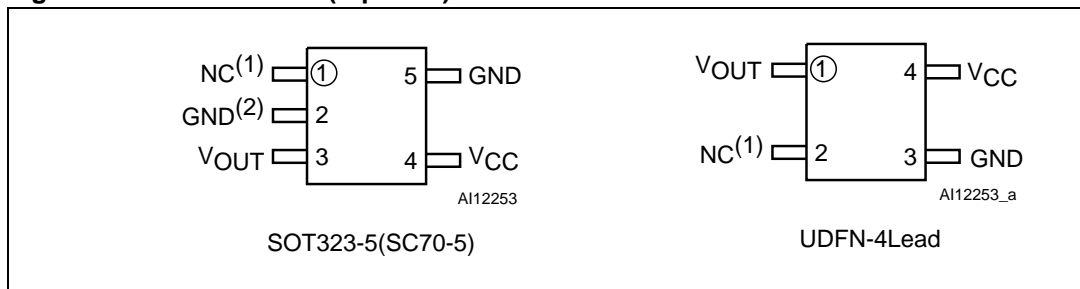 NC(1) 1 5 GND
GND(2) 2
VOUT 3 4 VCC
AI12253
SOT323-5(SC70-5)
VOUT 1 4 VCC
NC(1) 2 3 GND
AI12253_a
UDFN-4Lead